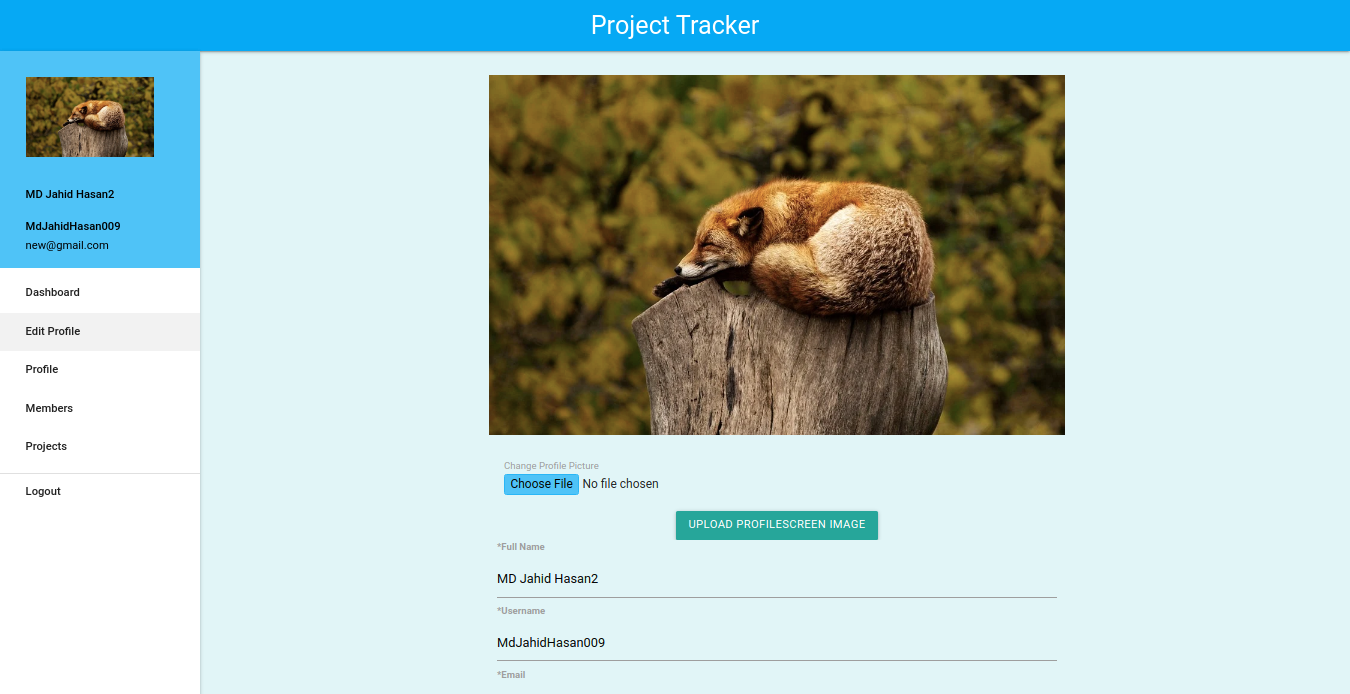 Project Tracker
MD Jahid Hasan2
MdJahidHasan009
new@gmail.com
Dashboard
Edit Profile
Profile
Members
Projects
Logout
Change Profile Picture
Choose File No file chosen
UPLOAD PROFILESCREEN IMAGE
*Full Name
MD Jahid Hasan2
*Username
MdJahidHasan009
*Email